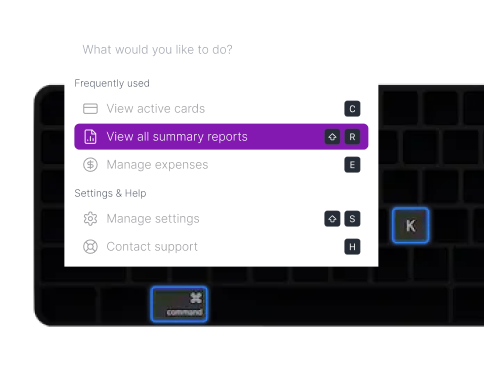 What would you like to do?
Frequently used
View active cards C
View all summary reports R
Manage expenses E
Settings & Help
Manage settings S
Contact support H
K
command